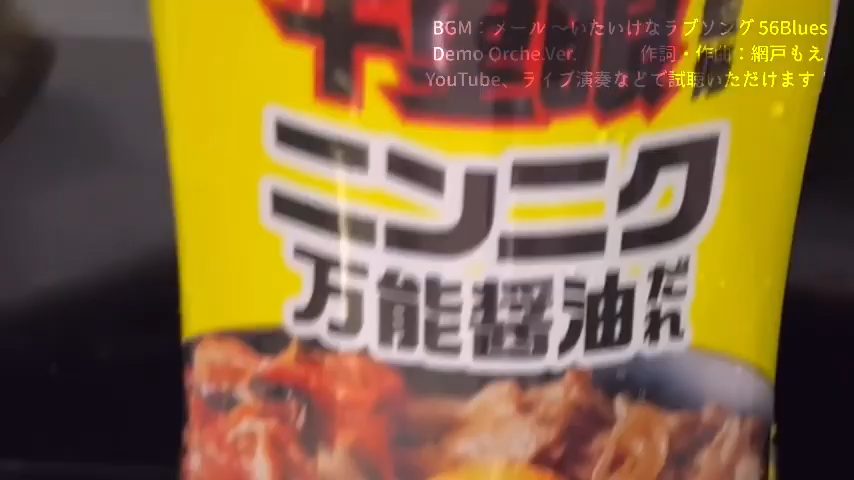 BGM：メール ～いたいけなラブソング 56Blues
Demo Orche.Ver. 作詞・作曲：網戸もえ
YouTube、ライブ演奏などで試聴いただけます！
ニンニク
万能醤油だれ